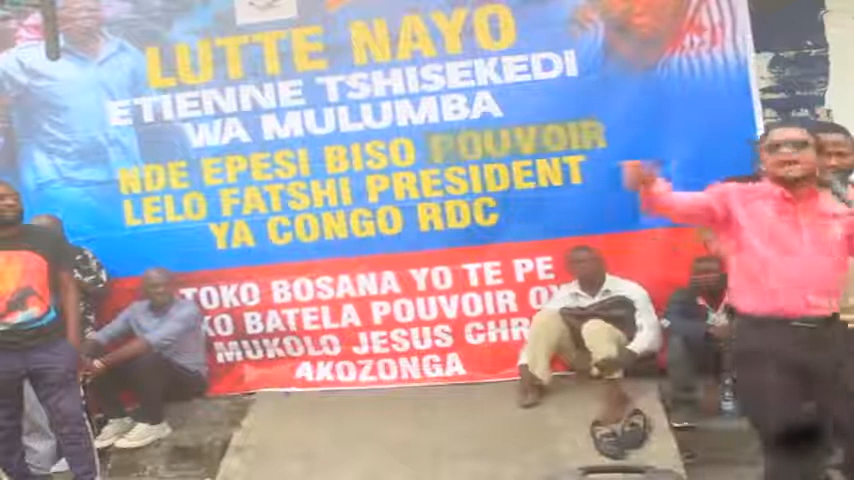 LUTTE NAYO
ETIENNE TSHISEKEDI
WA MULUMBA
NDE EPESI BISO POUVOIR
LELO FATSHI PRESIDENT
YA CONGO RDC
TOKO BOSANA YO TE PE
KO BATELA POUVOIR
MUKOLO JESUS
AKOZONGA